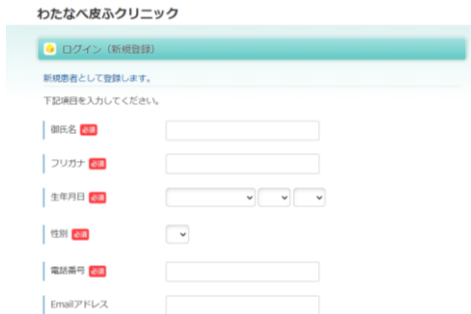 わたなべ皮ふクリニック
ログイン（新規登録）
新規患者として登録します。
下記項目を入力してください。
御氏名 必須
フリガナ 必須
生年月日 必須
性別 必須
電話番号 必須
Emailアドレス